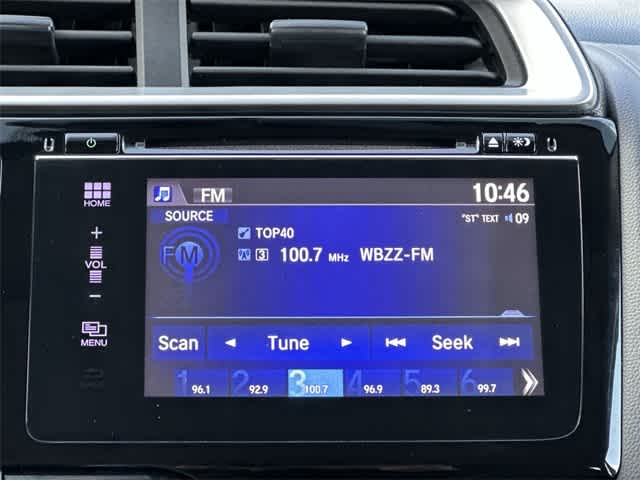 HOME
+
VOL
−
MENU
BACK
FM 10:46
SOURCE "ST" TEXT 09
FM
TOP40
3 100.7 MHz WBZZ-FM
Scan Tune Seek
1 96.1 2 92.9 3 100.7 4 96.9 5 89.3 6 99.7